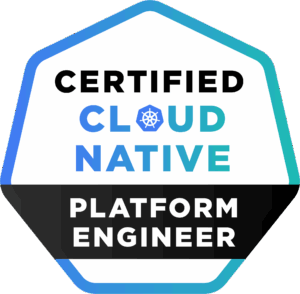 CERTIFIED
CLOUD
NATIVE
PLATFORM
ENGINEER